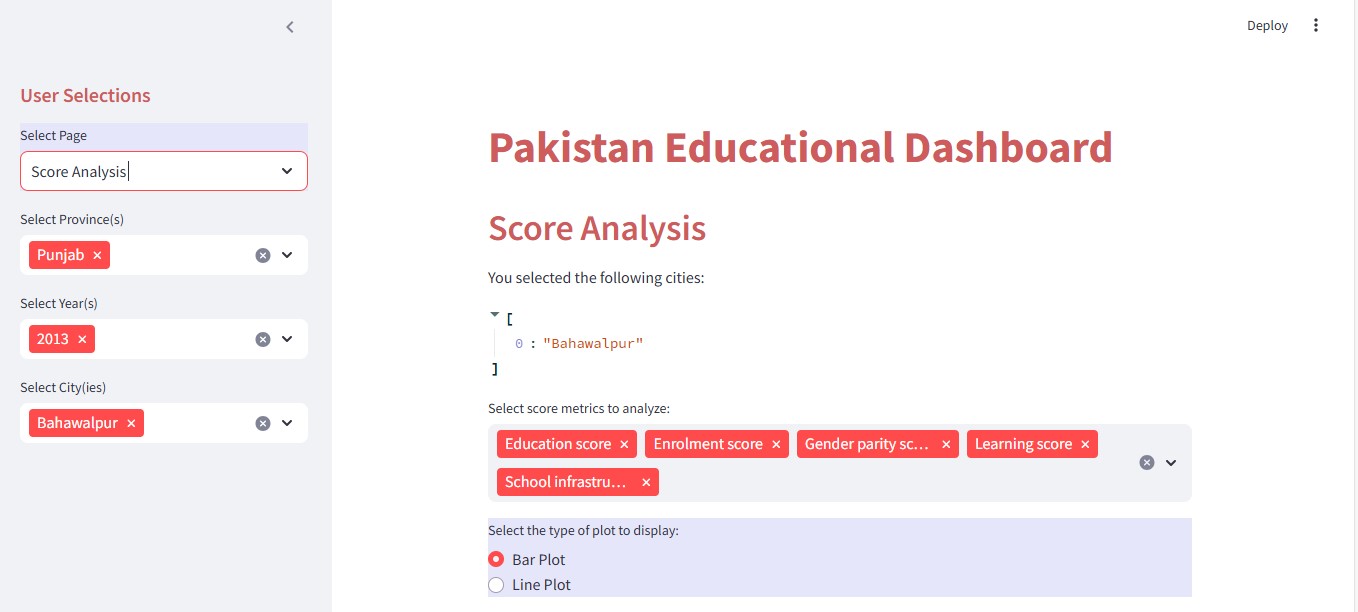 Deploy
User Selections
Select Page
Score Analysis
Select Province(s)
Punjab ×
Select Year(s)
2013 ×
Select City(ies)
Bahawalpur ×
Pakistan Educational Dashboard
Score Analysis
You selected the following cities:
[
0 : "Bahawalpur"
]
Select score metrics to analyze:
Education score × Enrolment score × Gender parity sc... × Learning score ×
School infrastru... ×
Select the type of plot to display:
Bar Plot
Line Plot